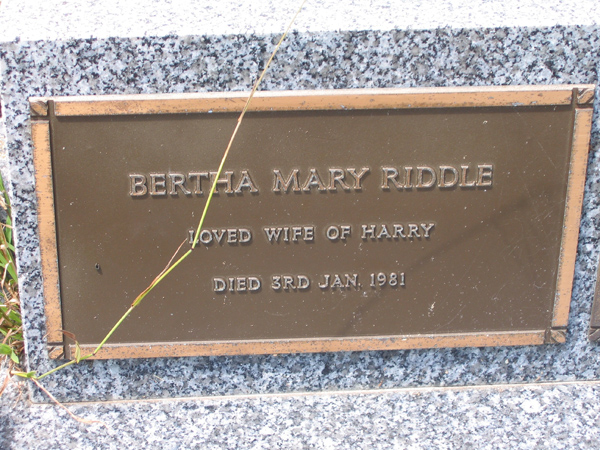 BERTHA MARY RIDDLE
LOVED WIFE OF HARRY
DIED 3RD JAN. 1981